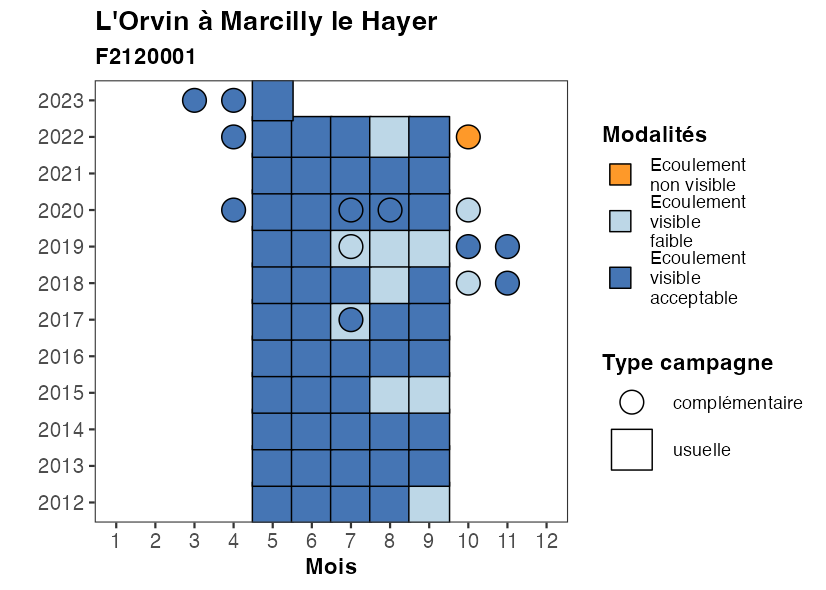 L'Orvin à Marcilly le Hayer
F2120001
2023
2022
2021
2020
2019
2018
2017
2016
2015
2014
2013
2012
1 2 3 4 5 6 7 8 9 10 11 12
Mois
Modalités
Ecoulement
non visible
Ecoulement
visible
faible
Ecoulement
visible
acceptable
Type campagne
complémentaire
usuelle